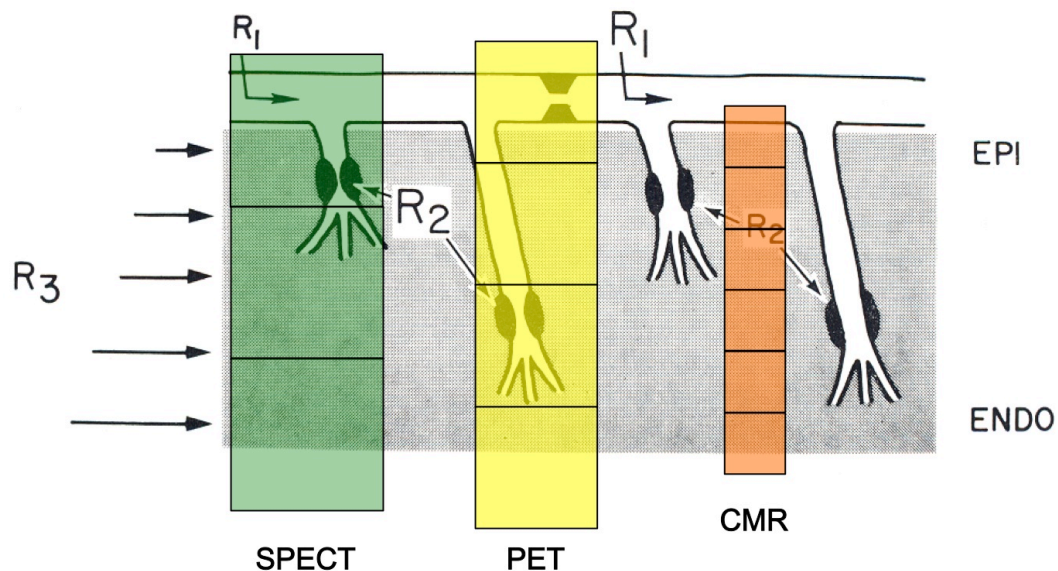 R1
R1
EPI
R2
R2
R3
ENDO
SPECT
PET
CMR